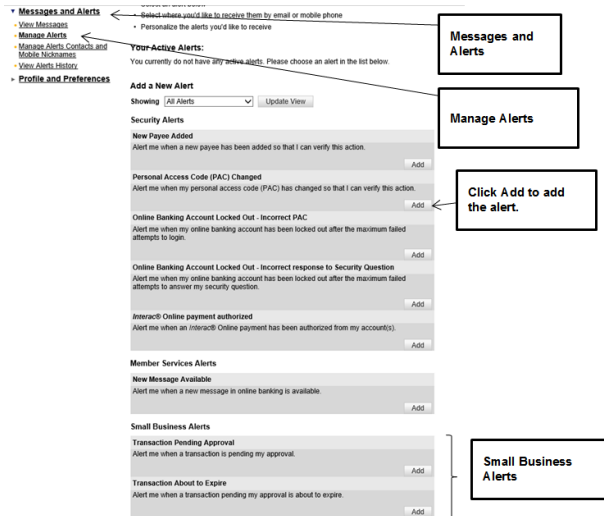 Messages and Alerts
View Messages
Manage Alerts
Manage Alerts Contacts and
Mobile Nicknames
View Alerts History
Profile and Preferences
Select where you'd like to receive them by email or mobile phone
Personalize the alerts you'd like to receive
Your Active Alerts:
You currently do not have any active alerts. Please choose an alert in the list below.
Add a New Alert
Showing All Alerts Update View
Security Alerts
New Payee Added
Alert me when a new payee has been added so that I can verify this action.
Add
Personal Access Code (PAC) Changed
Alert me when my personal access code (PAC) has changed so that I can verify this action.
Add
Online Banking Account Locked Out - Incorrect PAC
Alert me when my online banking account has been locked out after the maximum failed
attempts to login.
Add
Online Banking Account Locked Out - Incorrect response to Security Question
Alert me when my online banking account has been locked out after the maximum failed
attempts to answer my security question.
Add
Interac® Online payment authorized
Alert me when an Interac® Online payment has been authorized from my account(s).
Add
Member Services Alerts
New Message Available
Alert me when a new message in online banking is available.
Add
Small Business Alerts
Transaction Pending Approval
Alert me when a transaction is pending my approval.
Add
Transaction About to Expire
Alert me when a transaction pending my approval is about to expire.
Add
Messages and
Alerts
Manage Alerts
Click Add to add
the alert.
Small Business
Alerts